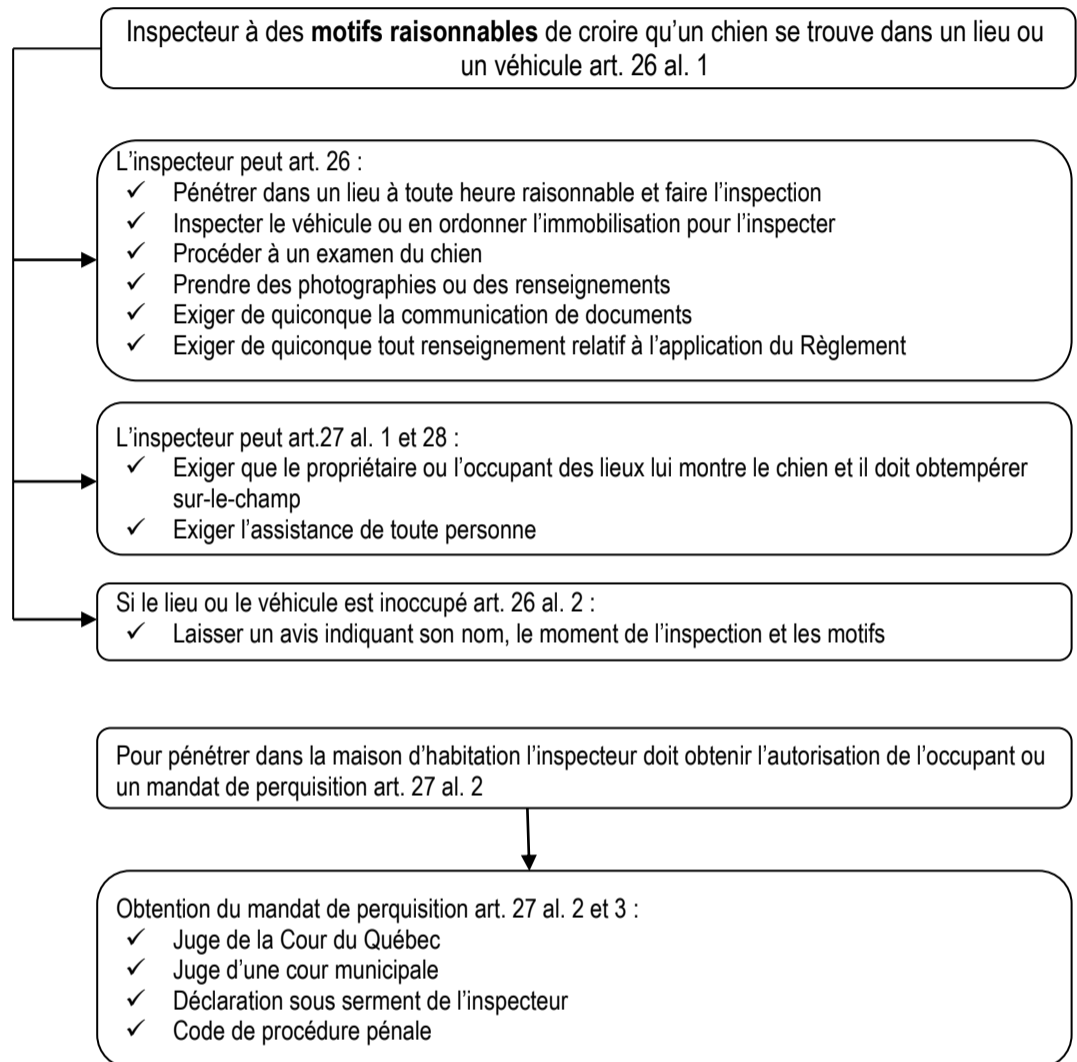 Inspecteur à des motifs raisonnables de croire qu'un chien se trouve dans un lieu ou
un véhicule art. 26 al. 1
L'inspecteur peut art. 26 :
✓ Pénétrer dans un lieu à toute heure raisonnable et faire l'inspection
✓ Inspecter le véhicule ou en ordonner l'immobilisation pour l'inspecter
✓ Procéder à un examen du chien
✓ Prendre des photographies ou des renseignements
✓ Exiger de quiconque la communication de documents
✓ Exiger de quiconque tout renseignement relatif à l'application du Règlement
L'inspecteur peut art.27 al. 1 et 28 :
✓ Exiger que le propriétaire ou l'occupant des lieux lui montre le chien et il doit obtempérer
sur-le-champ
✓ Exiger l'assistance de toute personne
Si le lieu ou le véhicule est inoccupé art. 26 al. 2 :
✓ Laisser un avis indiquant son nom, le moment de l'inspection et les motifs
Pour pénétrer dans la maison d'habitation l'inspecteur doit obtenir l'autorisation de l'occupant ou
un mandat de perquisition art. 27 al. 2
Obtention du mandat de perquisition art. 27 al. 2 et 3 :
✓ Juge de la Cour du Québec
✓ Juge d'une cour municipale
✓ Déclaration sous serment de l'inspecteur
✓ Code de procédure pénale